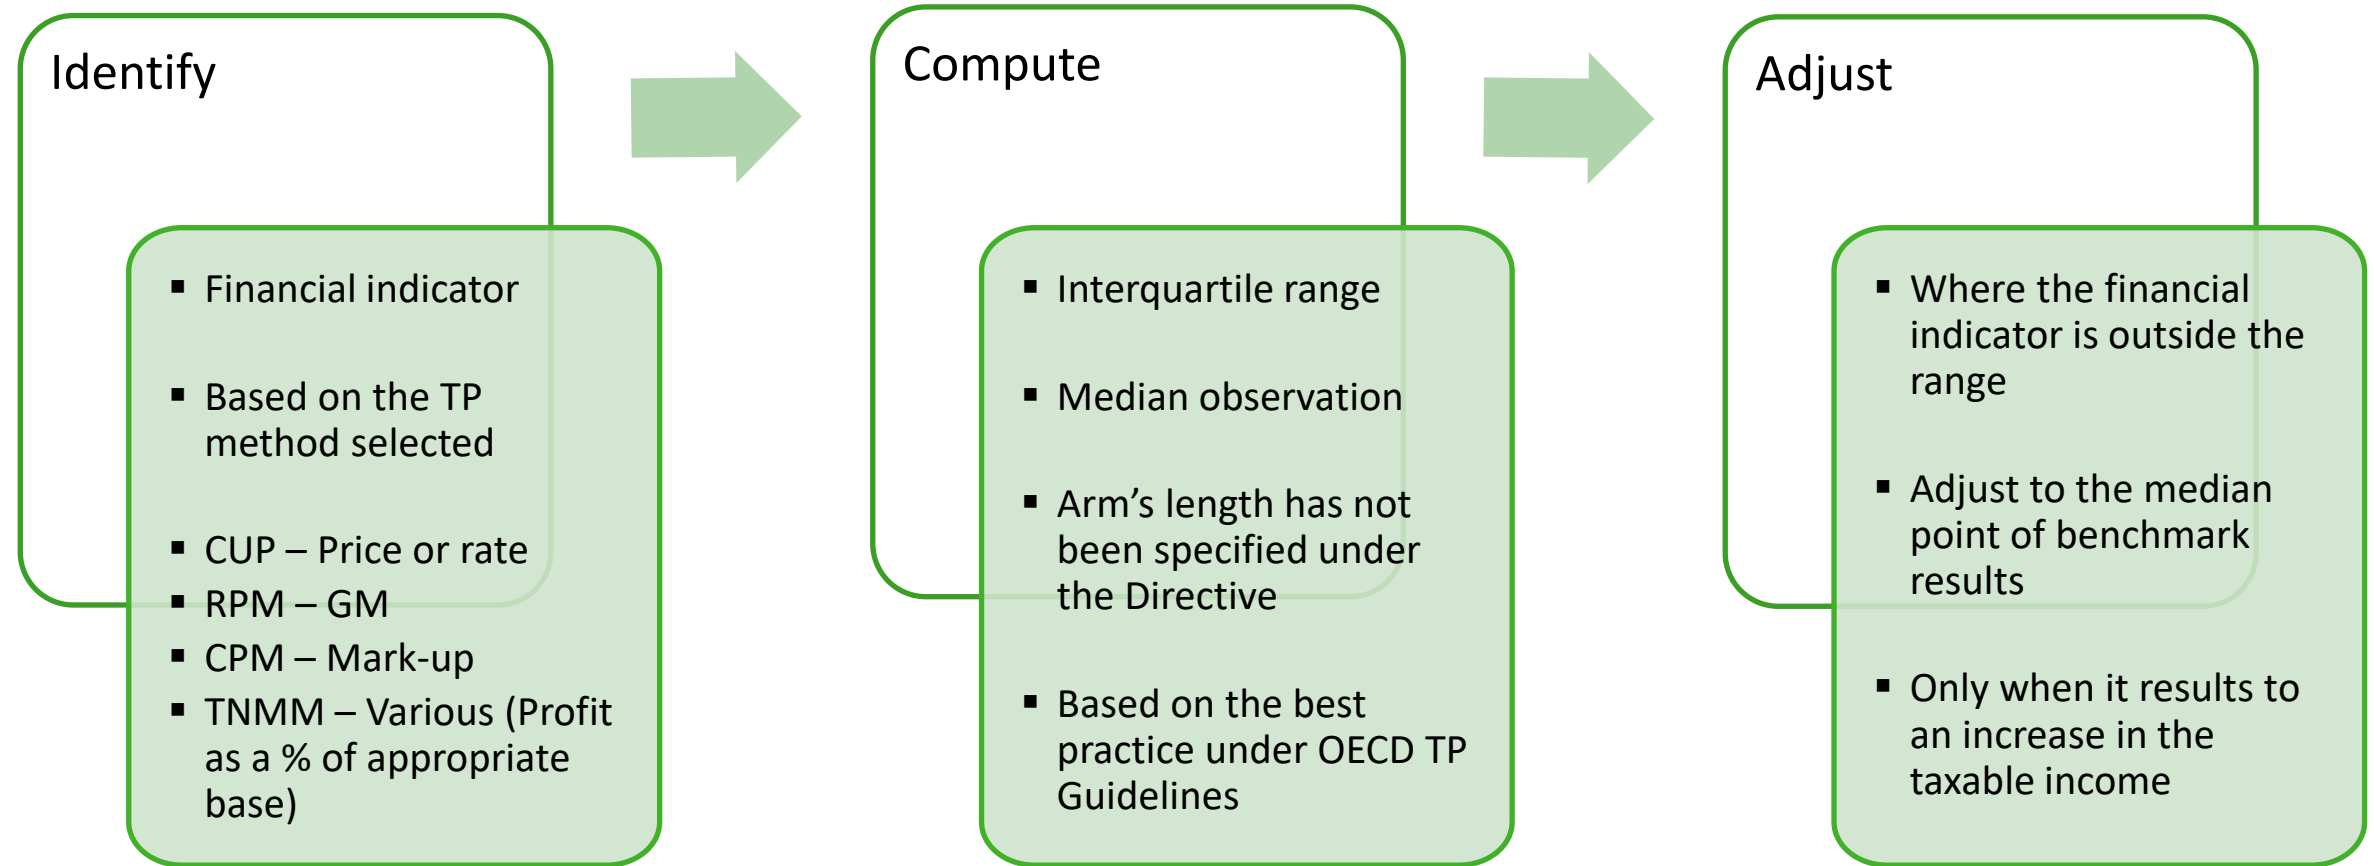 Identify
▪ Financial indicator
▪ Based on the TP
method selected
▪ CUP – Price or rate
▪ RPM – GM
▪ CPM – Mark-up
▪ TNMM – Various (Profit
as a % of appropriate
base)
Compute
▪ Interquartile range
▪ Median observation
▪ Arm’s length has not
been specified under
the Directive
▪ Based on the best
practice under OECD TP
Guidelines
Adjust
▪ Where the financial
indicator is outside the
range
▪ Adjust to the median
point of benchmark
results
▪ Only when it results to
an increase in the
taxable income